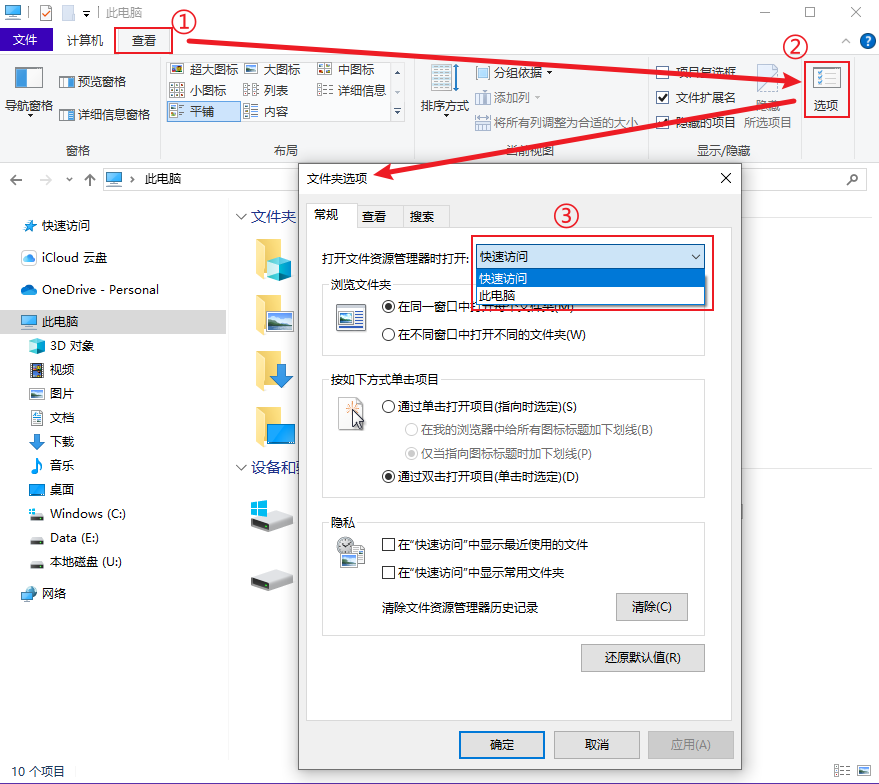 此电脑
①
文件 计算机 查看
②
导航窗格
预览窗格
详细信息窗格
窗格
超大图标 大图标 中图标
小图标 列表 详细信息
平铺 内容
布局
排序方式
分组依据
添加列
将所有列调整为合适的大小
当前视图
项目复选框
文件扩展名
隐藏的项目
隐藏
所选项目
显示/隐藏
选项
此电脑
快速访问
iCloud 云盘
OneDrive - Personal
此电脑
3D 对象
视频
图片
文档
下载
音乐
桌面
Windows (C:)
Data (E:)
本地磁盘 (U:)
网络
文件夹
设备和
文件夹选项
常规 查看 搜索
③
打开文件资源管理器时打开: 快速访问
快速访问
此电脑
浏览文件夹
在同一窗口中打开每个文件夹(M)
在不同窗口中打开不同的文件夹(W)
按如下方式单击项目
通过单击打开项目(指向时选定)(S)
在我的浏览器中给所有图标标题加下划线(B)
仅当指向图标标题时加下划线(P)
通过双击打开项目(单击时选定)(D)
隐私
在“快速访问”中显示最近使用的文件
在“快速访问”中显示常用文件夹
清除文件资源管理器历史记录 清除(C)
还原默认值(R)
确定 取消 应用(A)
10 个项目